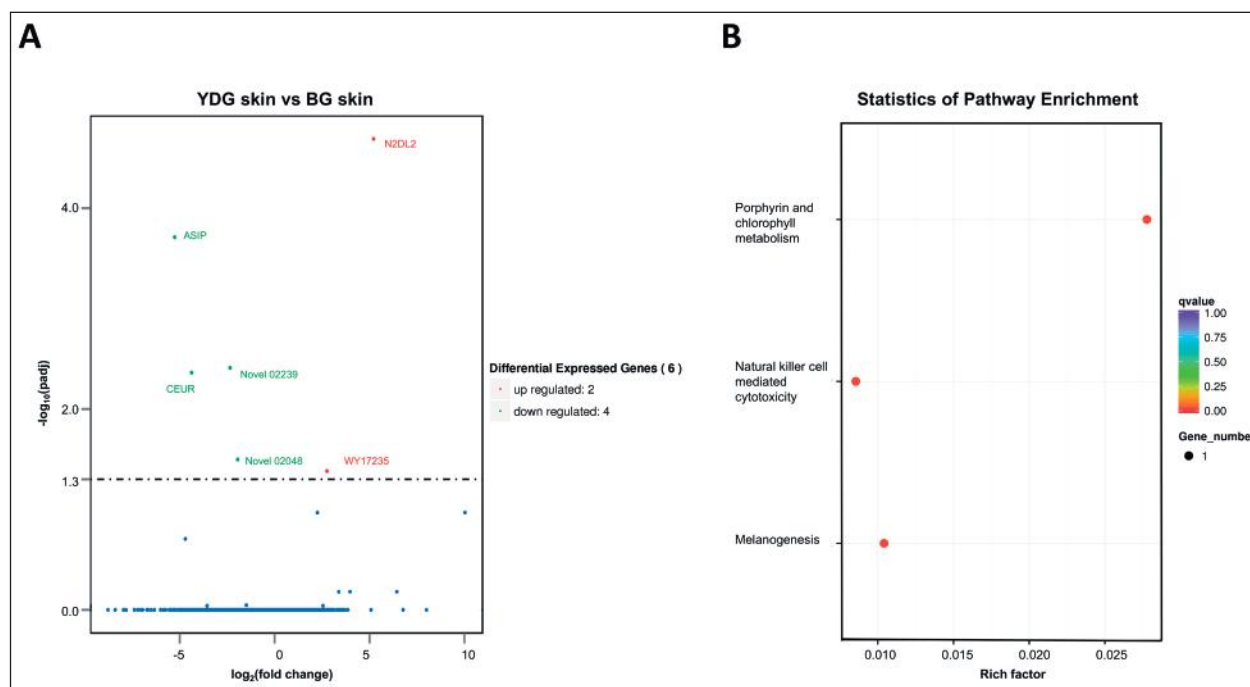 A
YDG skin vs BG skin
-log10(padj)
4.0
2.0
1.3
0.0
N2DL2
ASIP
Novel 02239
CEUR
Novel 02048
WY17235
-5
0
5
10
log2(fold change)
Differential Expressed Genes ( 6 )
up regulated: 2
down regulated: 4
B
Statistics of Pathway Enrichment
Porphyrin and
chlorophyll
metabolism
Natural killer cell
mediated
cytotoxicity
Melanogenesis
0.010
0.015
0.020
0.025
Rich factor
qvalue
1.00
0.75
0.50
0.25
0.00
Gene_number
1